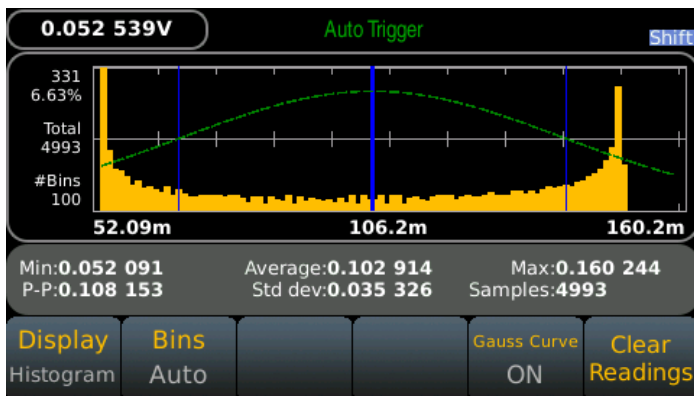 0.052 539V
Auto Trigger
Shift
331
6.63%
Total
4993
#Bins
100
52.09m 106.2m 160.2m
Min:0.052 091 Average:0.102 914 Max:0.160 244
P-P:0.108 153 Std dev:0.035 326 Samples:4993
Display Bins Gauss Curve Clear
Histogram Auto ON Readings